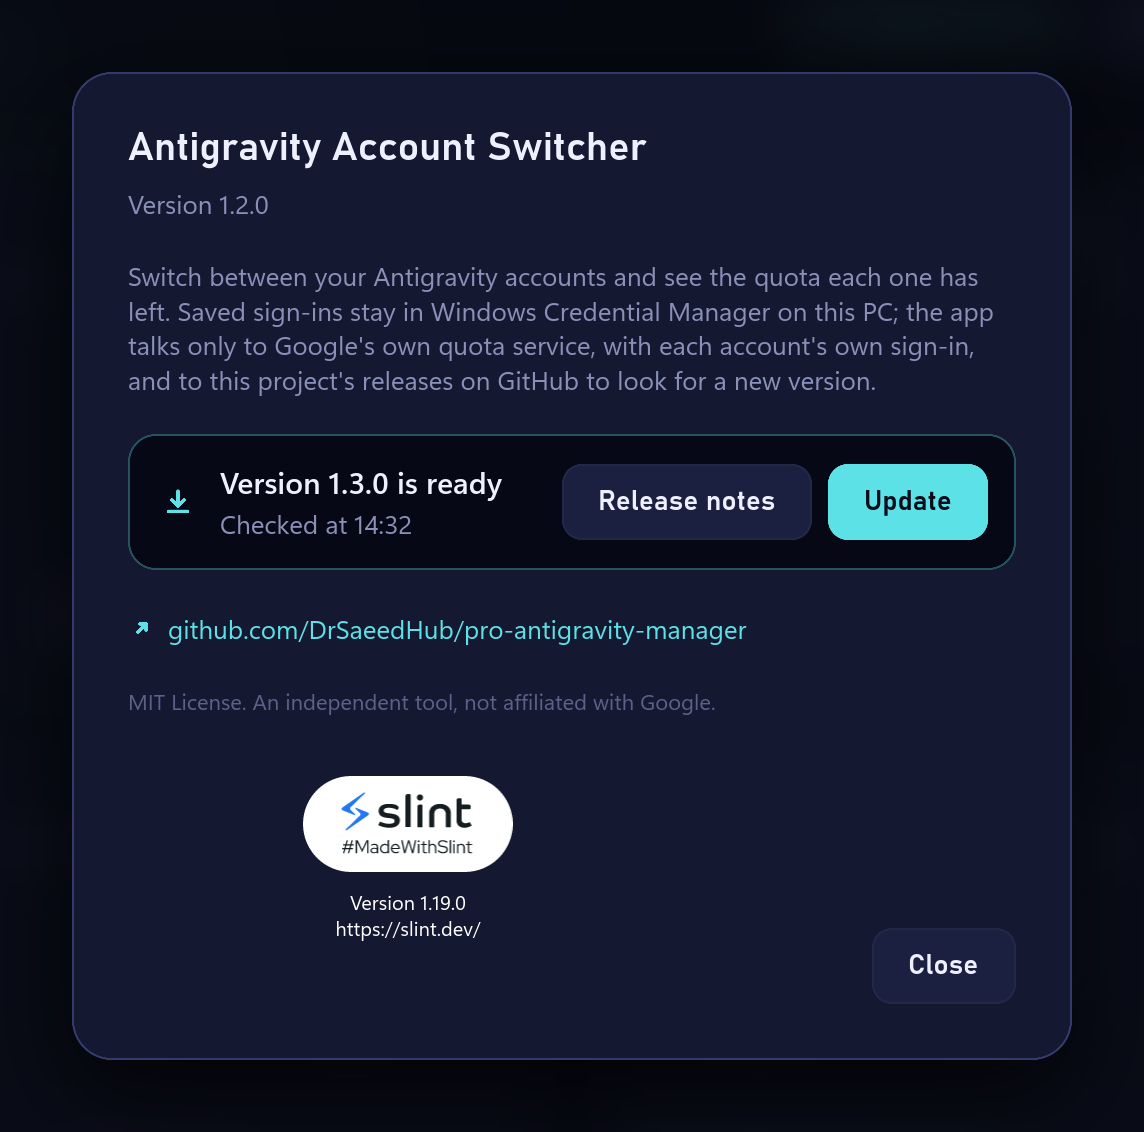 Antigravity Account Switcher
Version 1.2.0
Switch between your Antigravity accounts and see the quota each one has
left. Saved sign-ins stay in Windows Credential Manager on this PC; the app
talks only to Google's own quota service, with each account's own sign-in,
and to this project's releases on GitHub to look for a new version.
Version 1.3.0 is ready
Checked at 14:32
Release notes
Update
github.com/DrSaeedHub/pro-antigravity-manager
MIT License. An independent tool, not affiliated with Google.
slint
#MadeWithSlint
Version 1.19.0
https://slint.dev/
Close